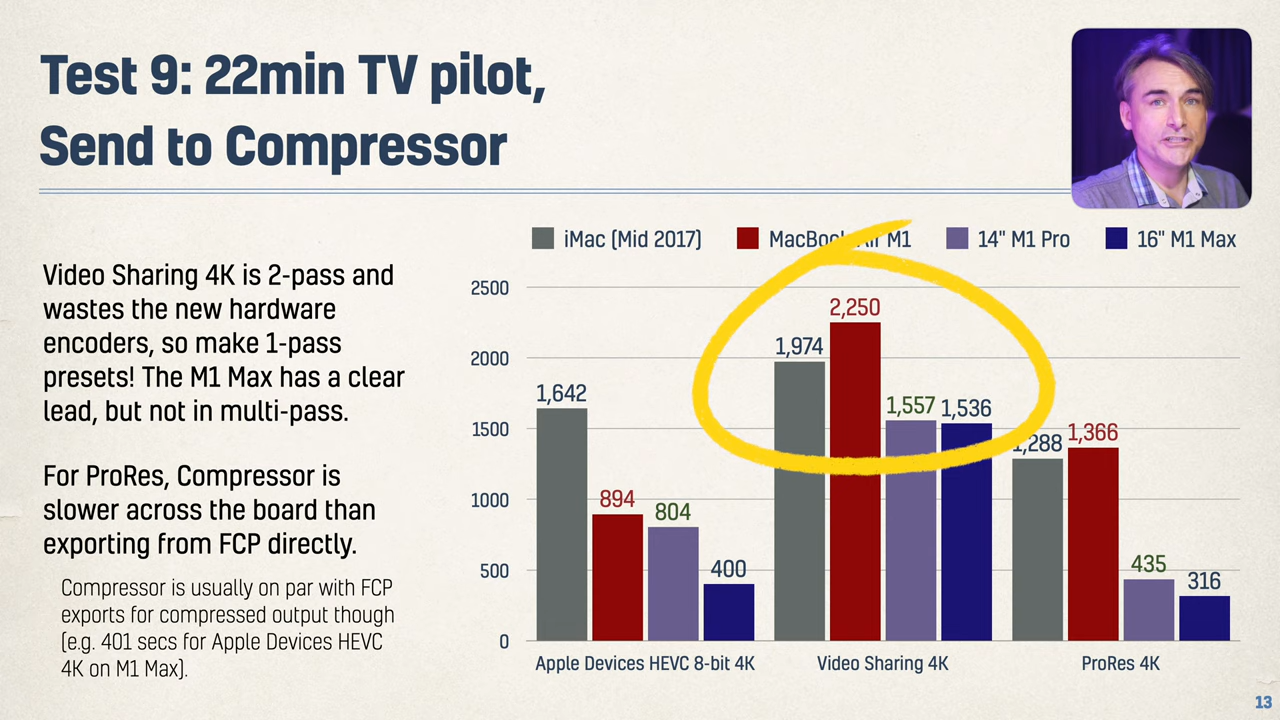 Test 9: 22min TV pilot,
Send to Compressor
Video Sharing 4K is 2-pass and
wastes the new hardware
encoders, so make 1-pass
presets! The M1 Max has a clear
lead, but not in multi-pass.
For ProRes, Compressor is
slower across the board than
exporting from FCP directly.
Compressor is usually on par with FCP
exports for compressed output though
(e.g. 401 secs for Apple Devices HEVC
4K on M1 Max).
iMac (Mid 2017) MacBook Air M1 14" M1 Pro 16" M1 Max
2500
2000
1500
1000
500
0
1,642
894
804
400
1,974
2,250
1,557
1,536
1,288
1,366
435
316
Apple Devices HEVC 8-bit 4K Video Sharing 4K ProRes 4K
13